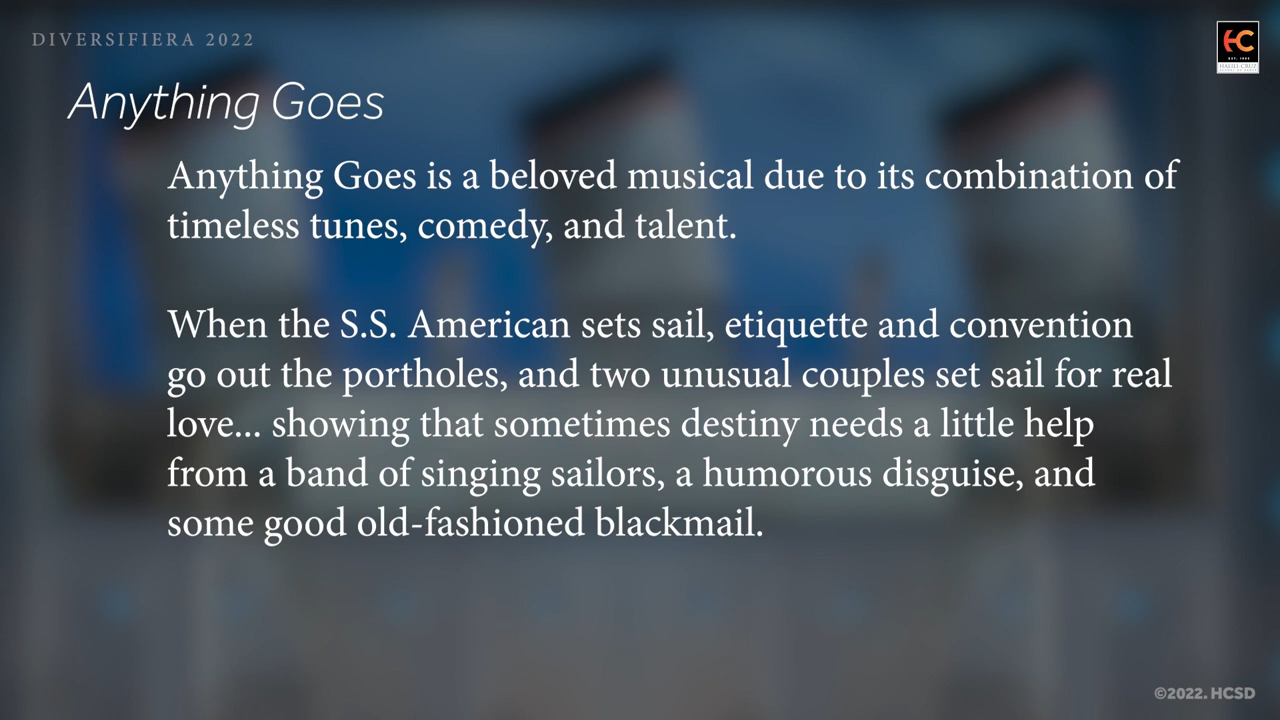 DIVERSIFIERA 2022
HC
Anything Goes
Anything Goes is a beloved musical due to its combination of
timeless tunes, comedy, and talent.
When the S.S. American sets sail, etiquette and convention
go out the portholes, and two unusual couples set sail for real
love... showing that sometimes destiny needs a little help
from a band of singing sailors, a humorous disguise, and
some good old-fashioned blackmail.
©2022. HCSD